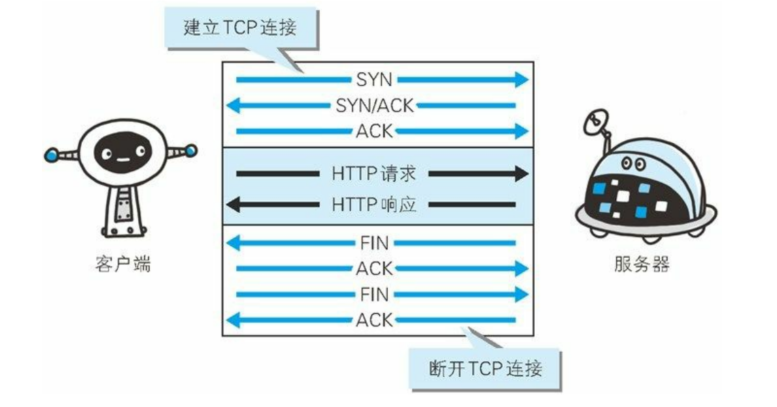 建立TCP连接
SYN
SYN/ACK
ACK
HTTP请求
HTTP响应
FIN
ACK
FIN
ACK
客户端
服务器
断开TCP连接